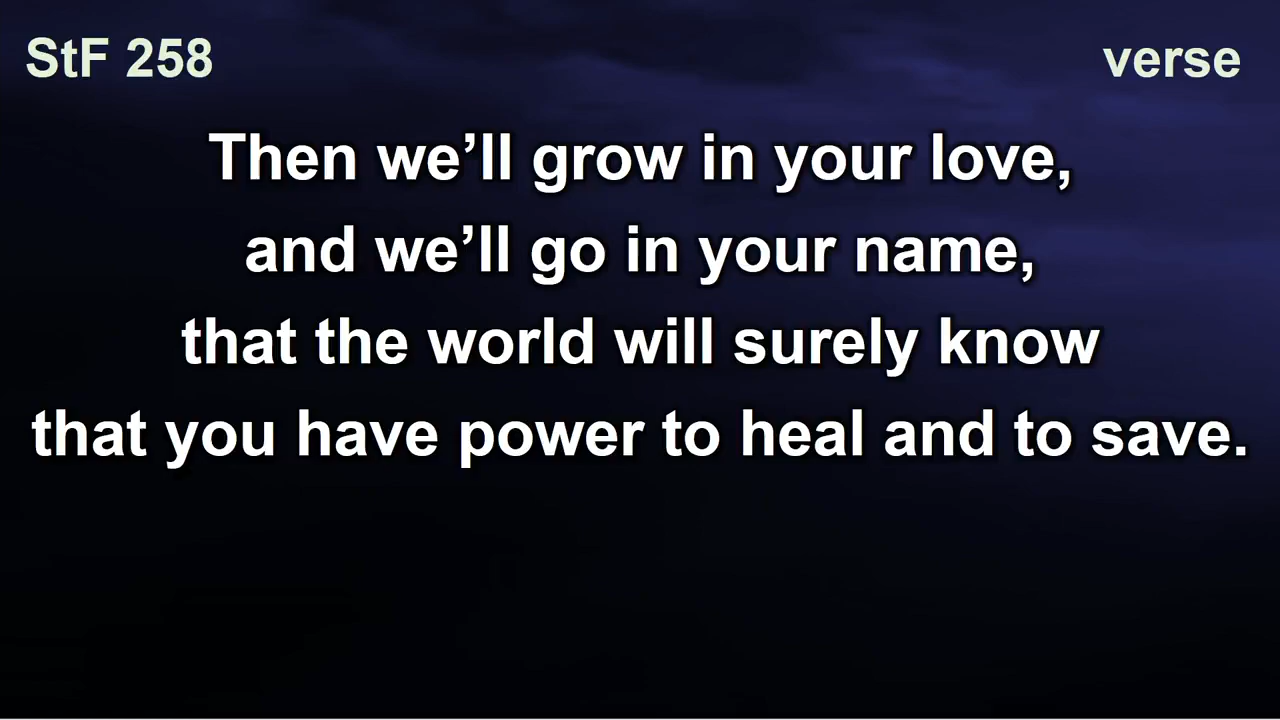 StF 258
verse
Then we’ll grow in your love,
and we’ll go in your name,
that the world will surely know
that you have power to heal and to save.